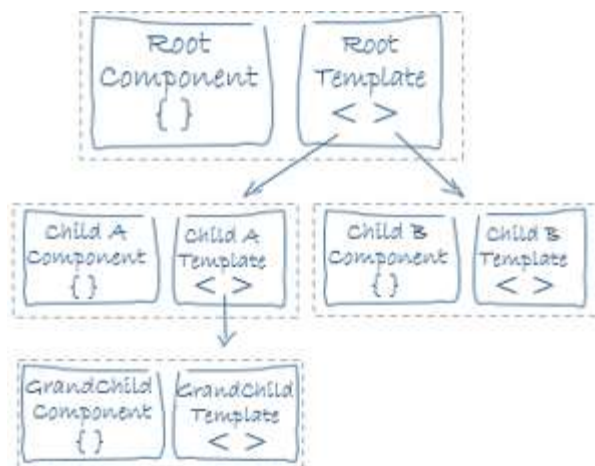 Root
Component
{ }
Root
Template
< >
Child A
Component
{ }
Child A
Template
< >
Child B
Component
{ }
Child B
Template
< >
GrandChild
Component
{ }
GrandChild
Template
< >